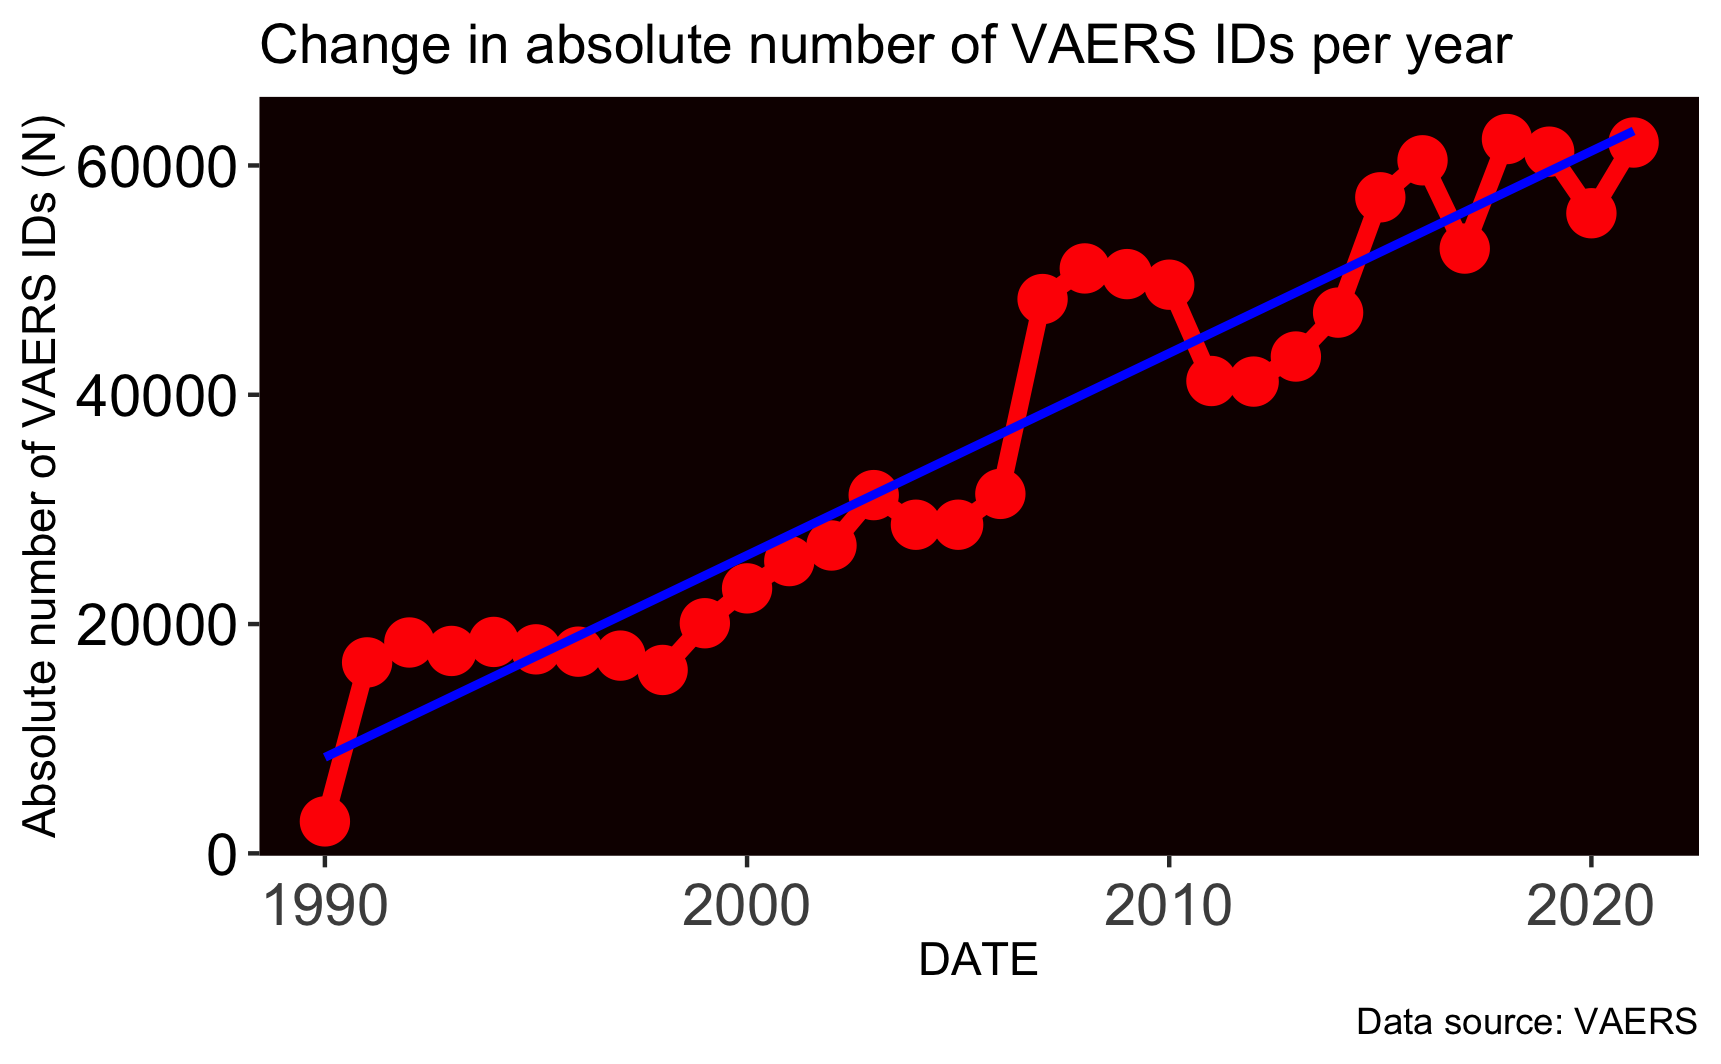 Change in absolute number of VAERS IDs per year
Absolute number of VAERS IDs (N)
60000
40000
20000
0
1990 2000 2010 2020
DATE
Data source: VAERS